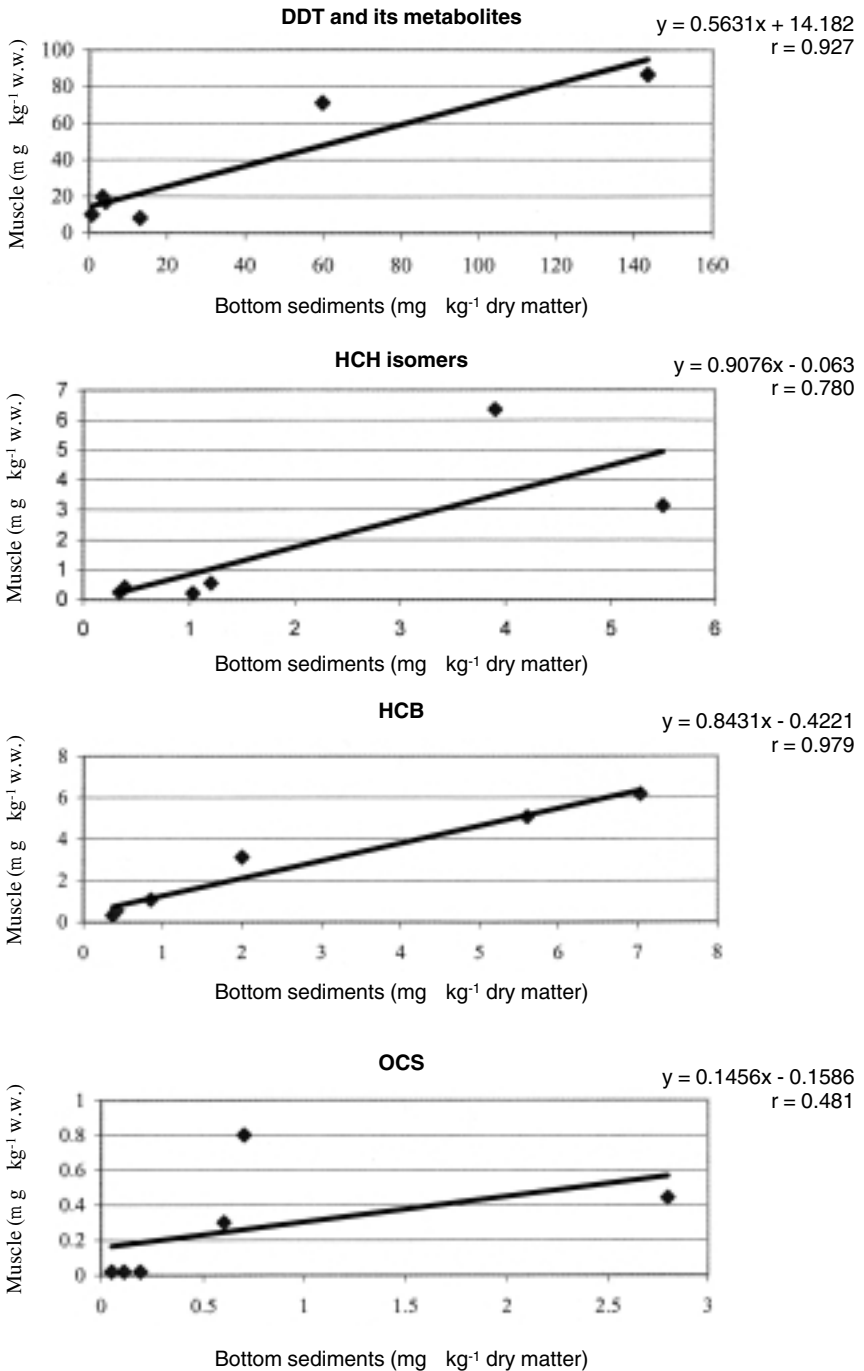 DDT and its metabolites
y = 0.5631x + 14.182
r = 0.927
Muscle (m g kg-1 w.w.)
100
80
60
40
20
0
0 20 40 60 80 100 120 140 160
Bottom sediments (mg kg-1 dry matter)
HCH isomers
y = 0.9076x - 0.063
r = 0.780
Muscle (m g kg-1 w.w.)
7
6
5
4
3
2
1
0
0 1 2 3 4 5 6
Bottom sediments (mg kg-1 dry matter)
HCB
y = 0.8431x - 0.4221
r = 0.979
Muscle (m g kg-1 w.w.)
8
6
4
2
0
0 1 2 3 4 5 6 7 8
Bottom sediments (mg kg-1 dry matter)
OCS
y = 0.1456x - 0.1586
r = 0.481
Muscle (m g kg-1 w.w.)
1
0.8
0.6
0.4
0.2
0
0 0.5 1 1.5 2 2.5 3
Bottom sediments (mg kg-1 dry matter)